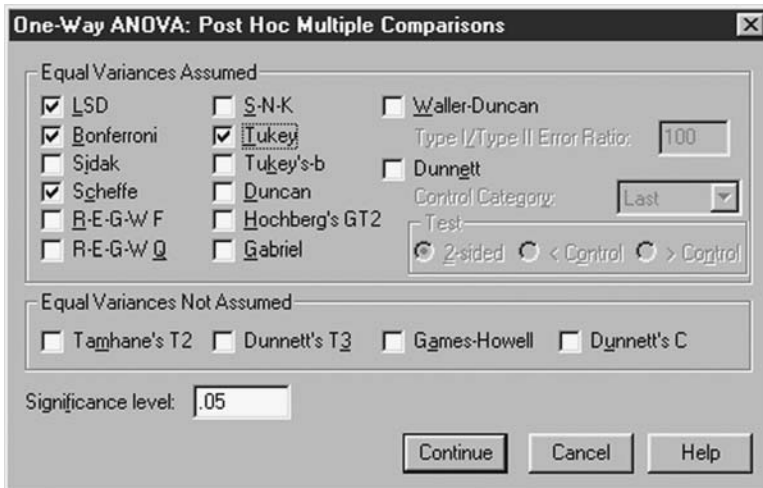 One-Way ANOVA: Post Hoc Multiple Comparisons
Equal Variances Assumed
LSD
Bonferroni
Sidak
Scheffe
R-E-G-W F
R-E-G-W Q
S-N-K
Tukey
Tukey's-b
Duncan
Hochberg's GT2
Gabriel
Waller-Duncan
Type I/Type II Error Ratio: 100
Dunnett
Control Category: Last
Test
2-sided < Control > Control
Equal Variances Not Assumed
Tamhane's T2 Dunnett's T3 Games-Howell Dunnett's C
Significance level: .05
Continue Cancel Help